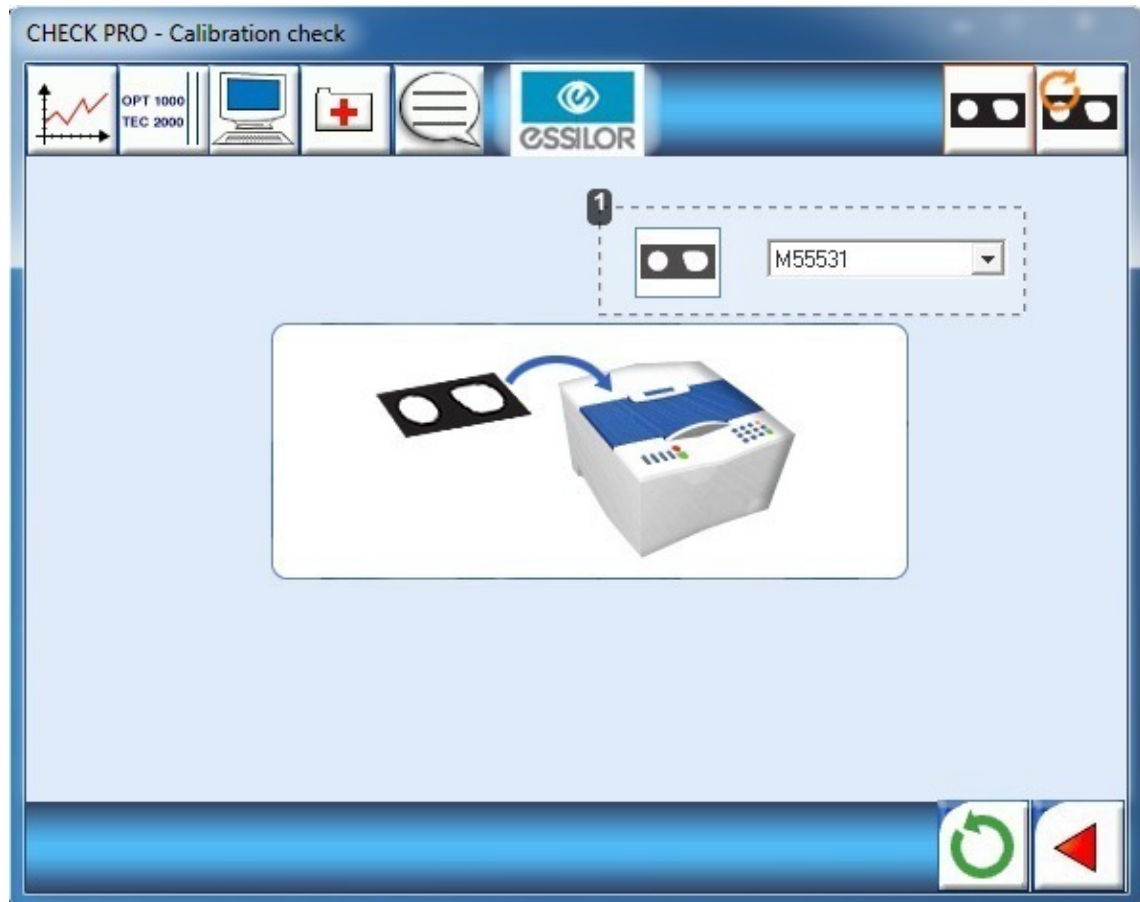 CHECK PRO - Calibration check
OPT 1000
TEC 2000
essilor
1
M55531